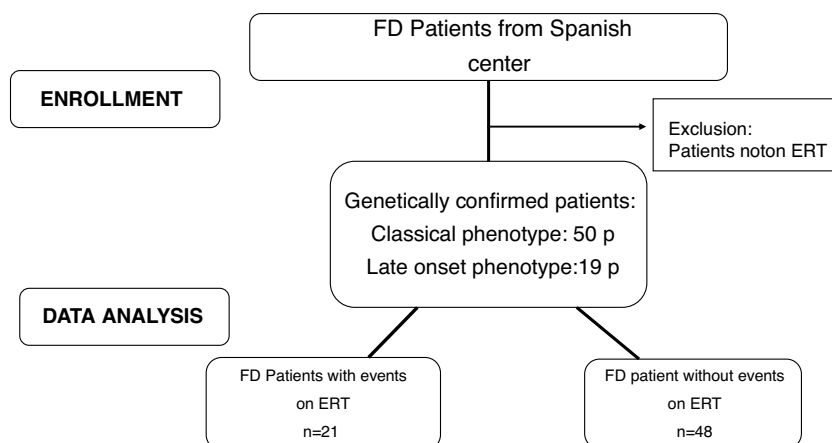 FD Patients from Spanish
center
ENROLLMENT
Exclusion:
Patients noton ERT
Genetically confirmed patients:
Classical phenotype: 50 p
Late onset phenotype:19 p
DATA ANALYSIS
FD Patients with events
on ERT
n=21
FD patient without events
on ERT
n=48